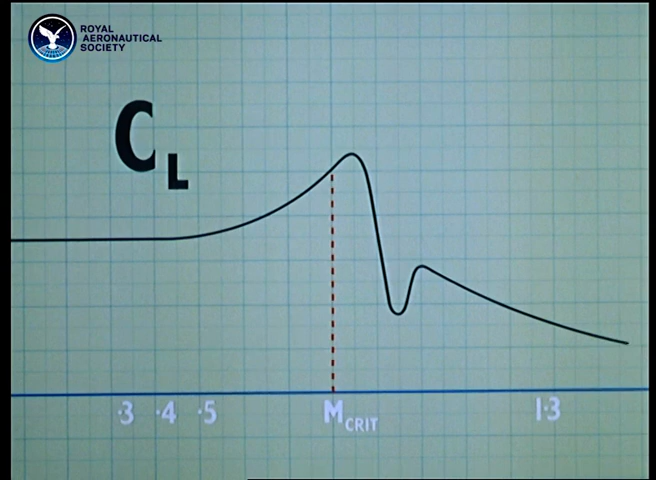 ROYAL
AERONAUTICAL
SOCIETY
CL
·3 ·4 ·5 MCRIT 1·3